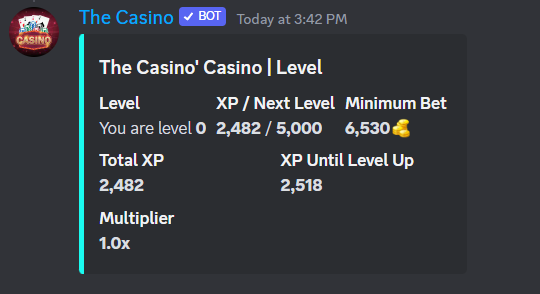 The Casino ✓ BOT Today at 3:42 PM
CASINO
The Casino' Casino | Level
Level XP / Next Level Minimum Bet
You are level 0 2,482 / 5,000 6,530
Total XP XP Until Level Up
2,482 2,518
Multiplier
1.0x